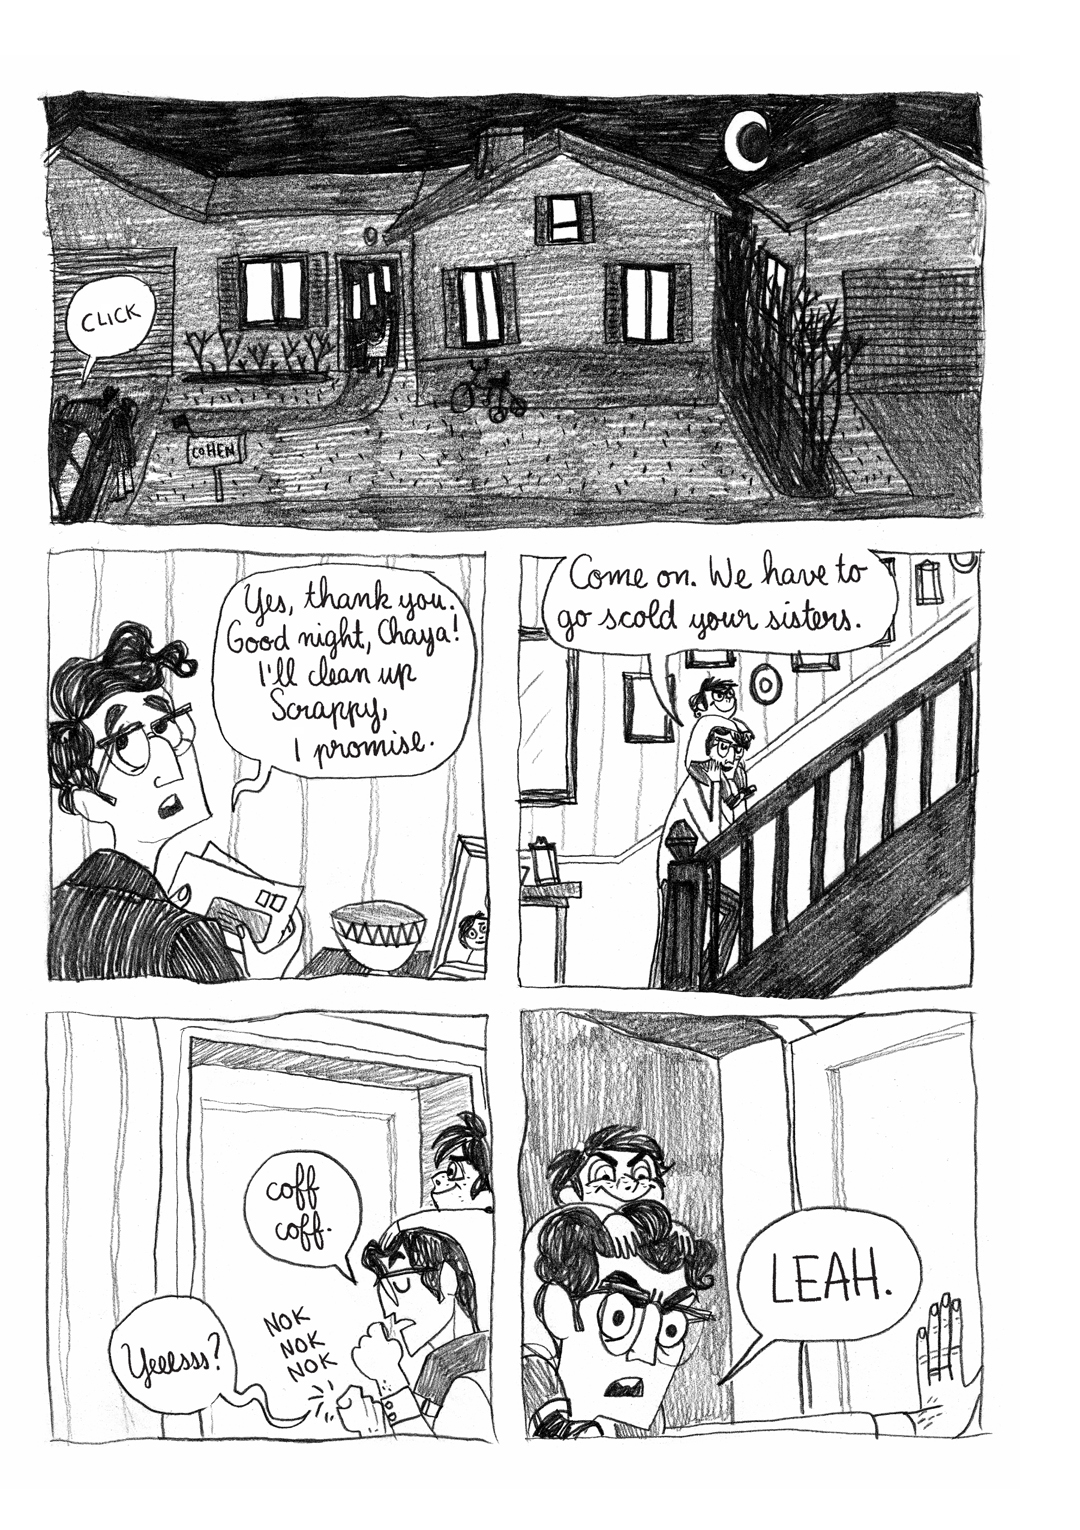 CLICK
COHEN
Yes, thank you.
Good night, Chaya!
I'll clean up
Scrappy,
I promise.
Come on. We have to
go scold your sisters.
coff
coff.
NOK
NOK
NOK
Yeeesss?
LEAH.